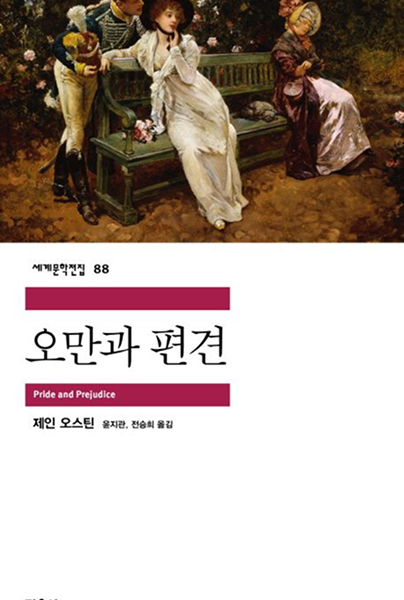 세계문학전집 88
오만과 편견
Pride and Prejudice
제인 오스틴 윤지관, 전승희 옮김